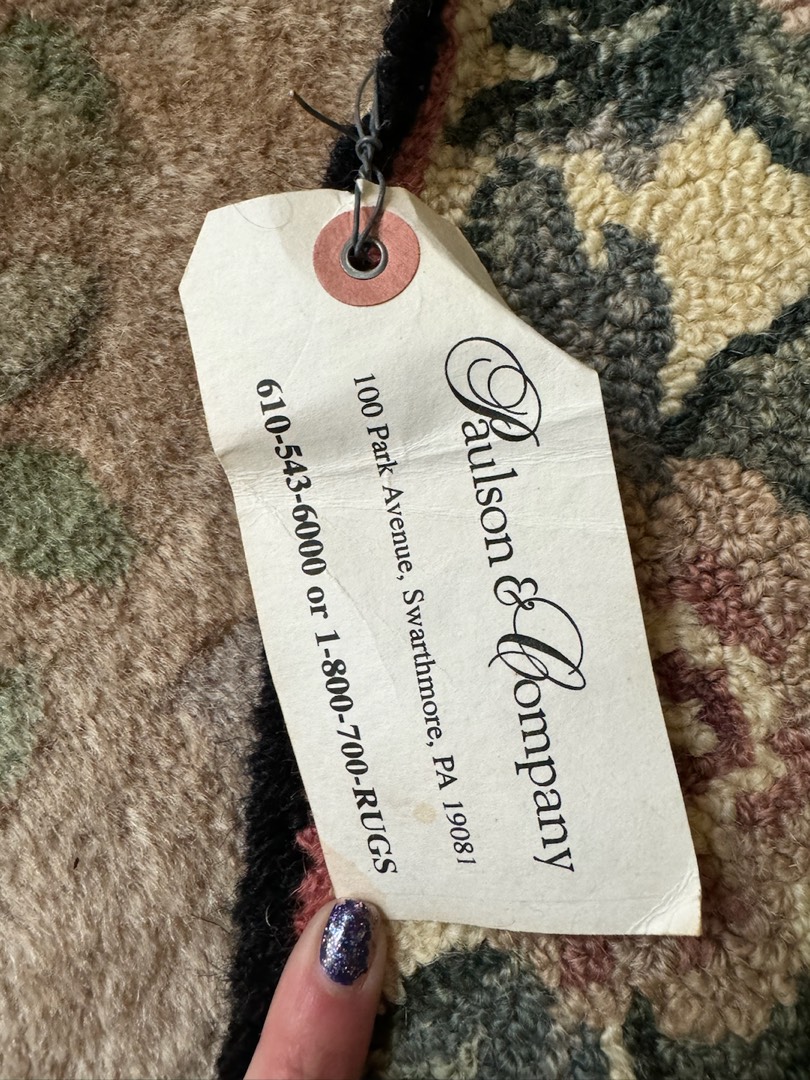 Paulson & Company
100 Park Avenue, Swarthmore, PA 19081
610-543-6000 or 1-800-700-RUGS